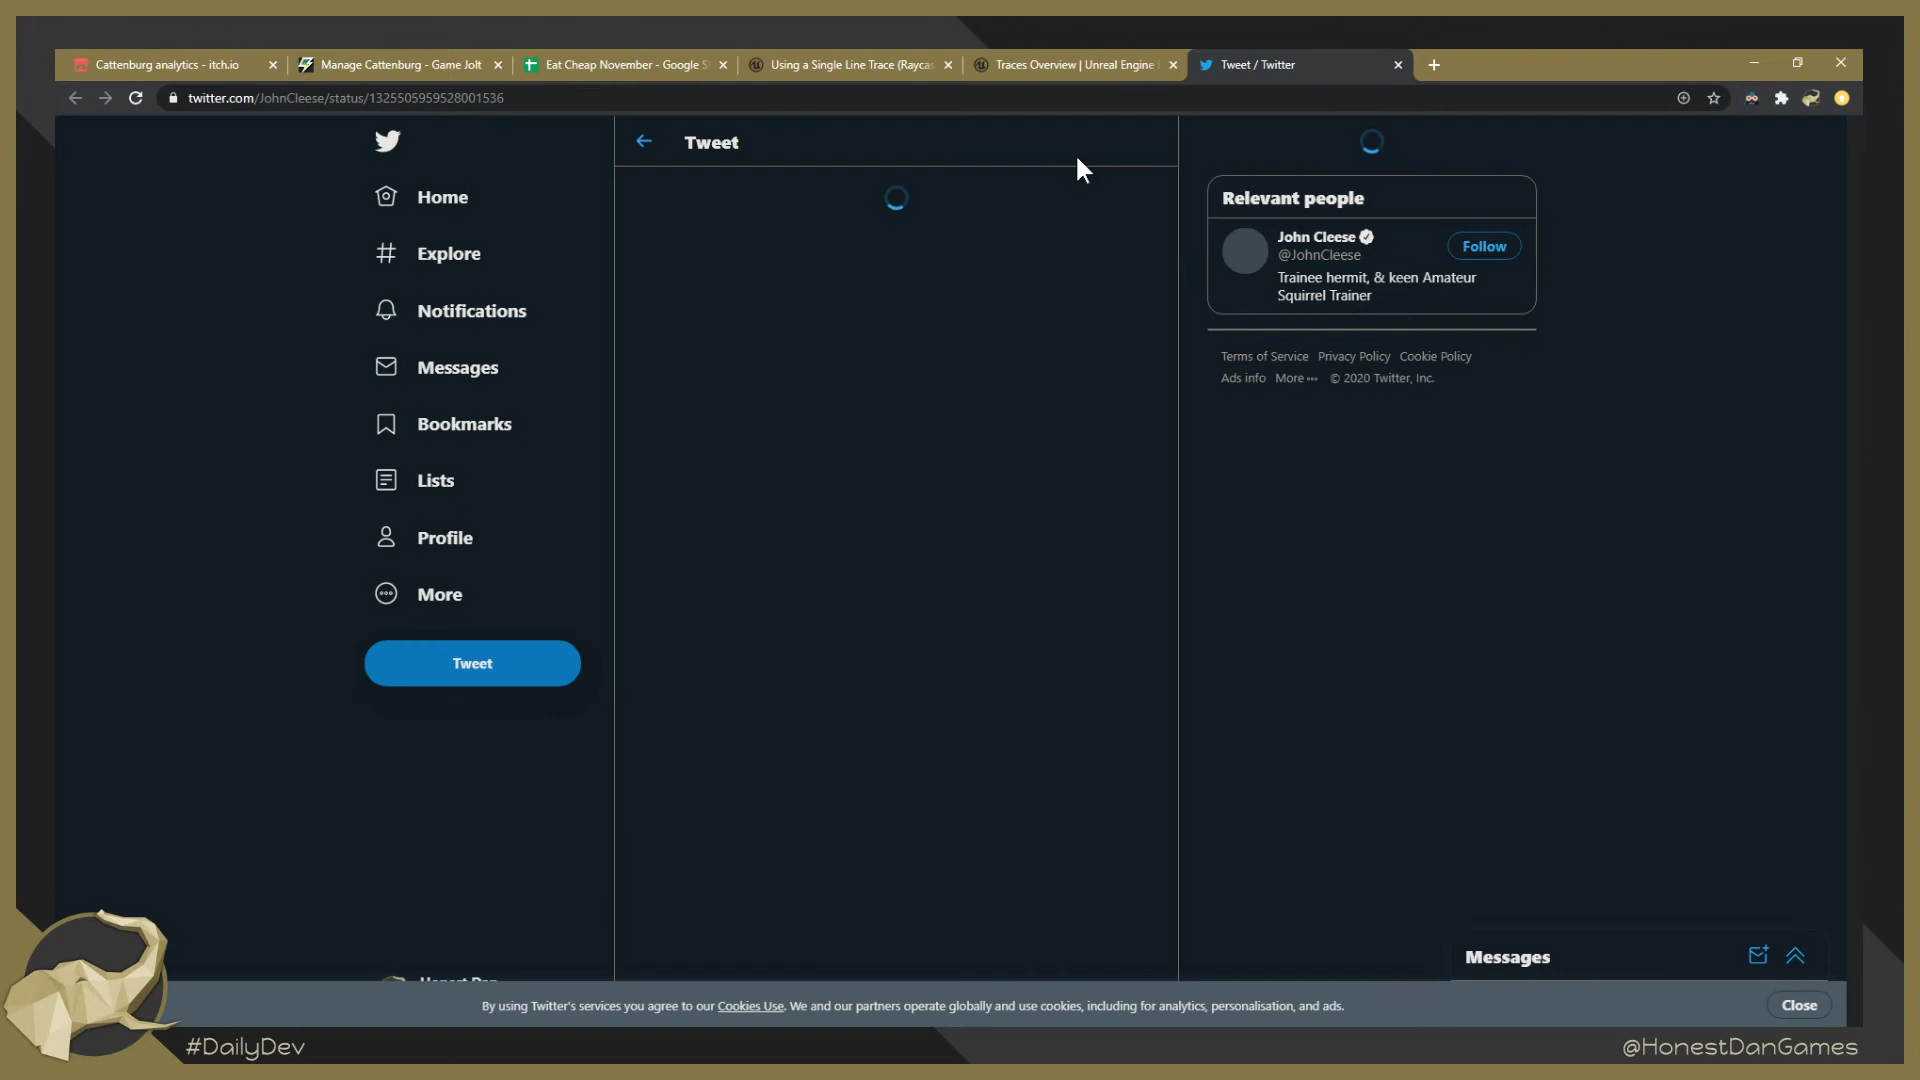 Cattenburg analytics - itch.io
Manage Cattenburg - Game Jolt
Eat Cheap November - Google S
Using a Single Line Trace (Raycas
Traces Overview | Unreal Engine
Tweet / Twitter
twitter.com/JohnCleese/status/1325505959528001536
Home
Explore
Notifications
Messages
Bookmarks
Lists
Profile
More
Tweet
Tweet
Relevant people
John Cleese
@JohnCleese
Follow
Trainee hermit, & keen Amateur
Squirrel Trainer
Terms of Service Privacy Policy Cookie Policy
Ads info More ••• © 2020 Twitter, Inc.
Messages
Honest Dan
By using Twitter's services you agree to our Cookies Use. We and our partners operate globally and use cookies, including for analytics, personalisation, and ads.
Close
#DailyDev
@HonestDanGames